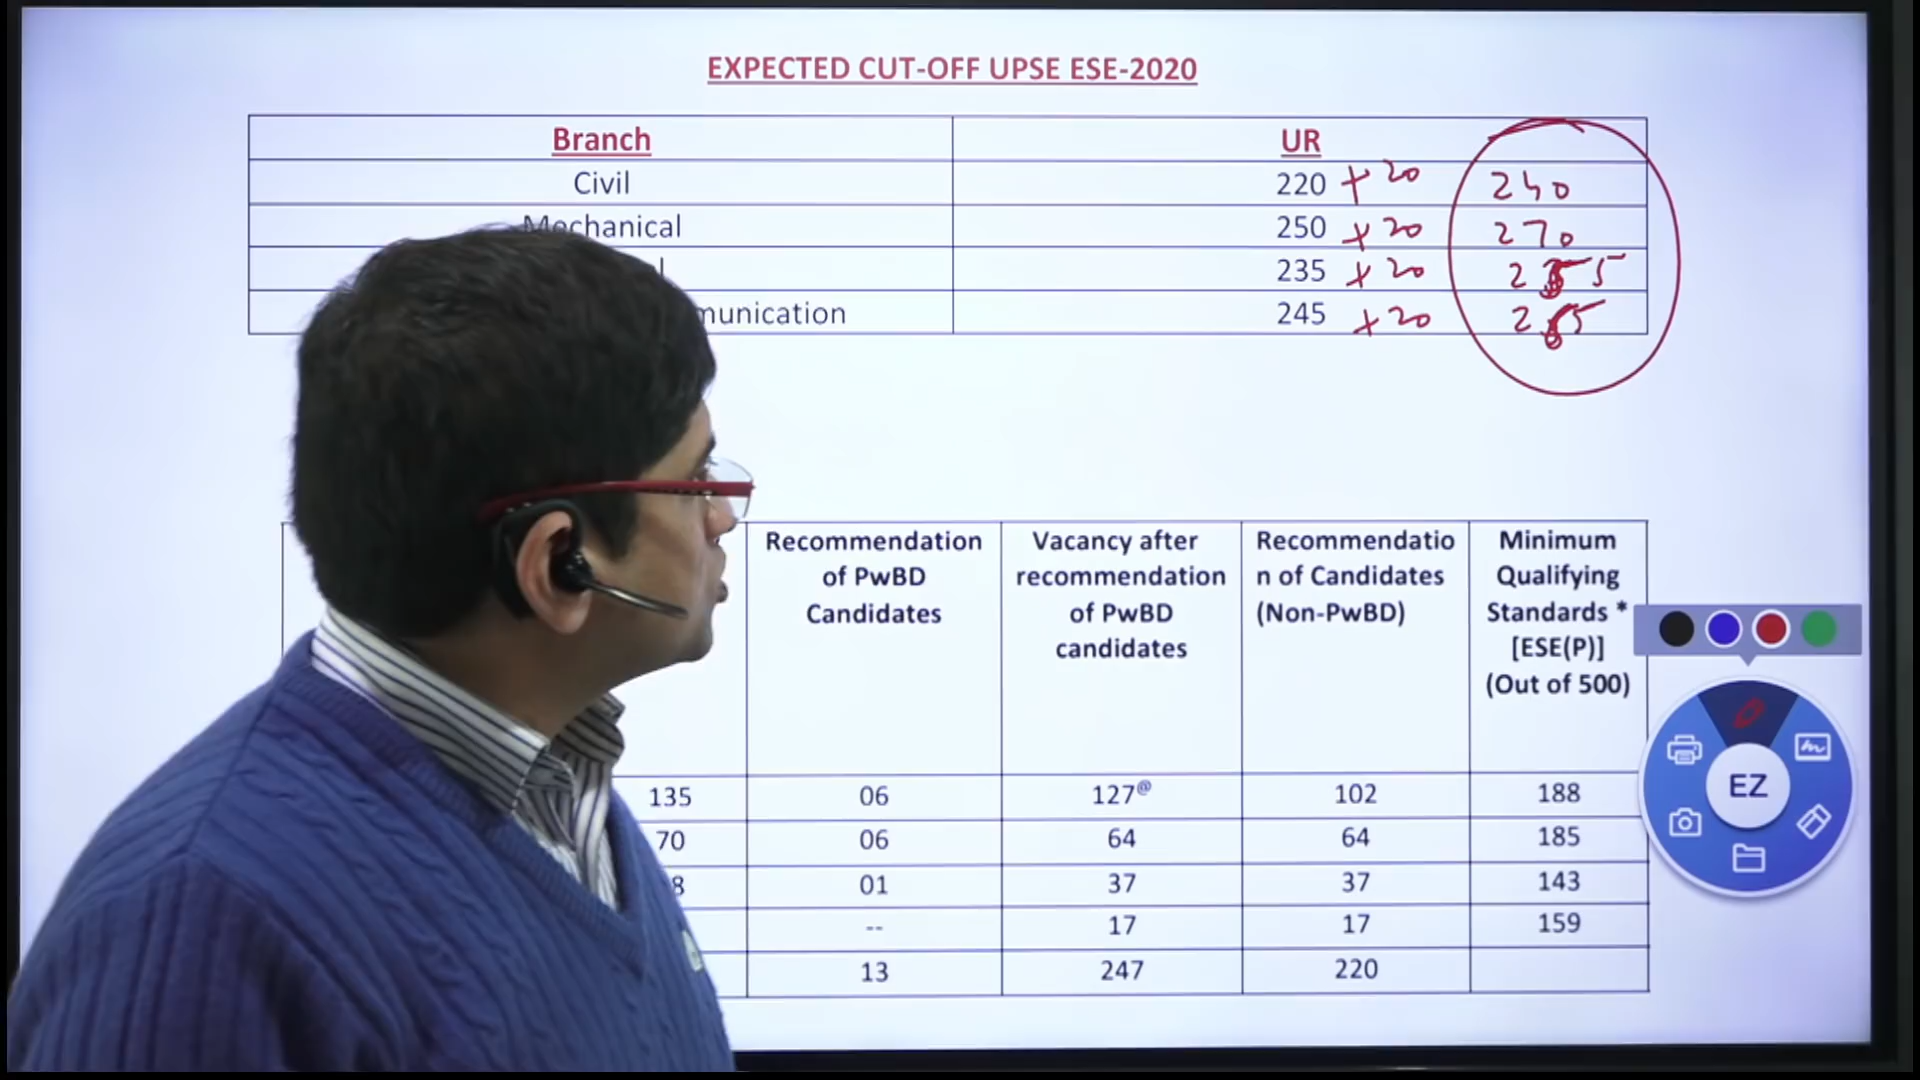 EXPECTED CUT-OFF UPSE ESE-2020
Branch UR
Civil 220 + 20 240
Mechanical 250 + 20 270
235 + 20 255
munication 245 + 20 265
Recommendation of PwBD Candidates
Vacancy after recommendation of PwBD candidates
Recommendatio n of Candidates (Non-PwBD)
Minimum Qualifying Standards * [ESE(P)] (Out of 500)
135 06 127@ 102 188
70 06 64 64 185
8 01 37 37 143
-- 17 17 159
13 247 220
EZ